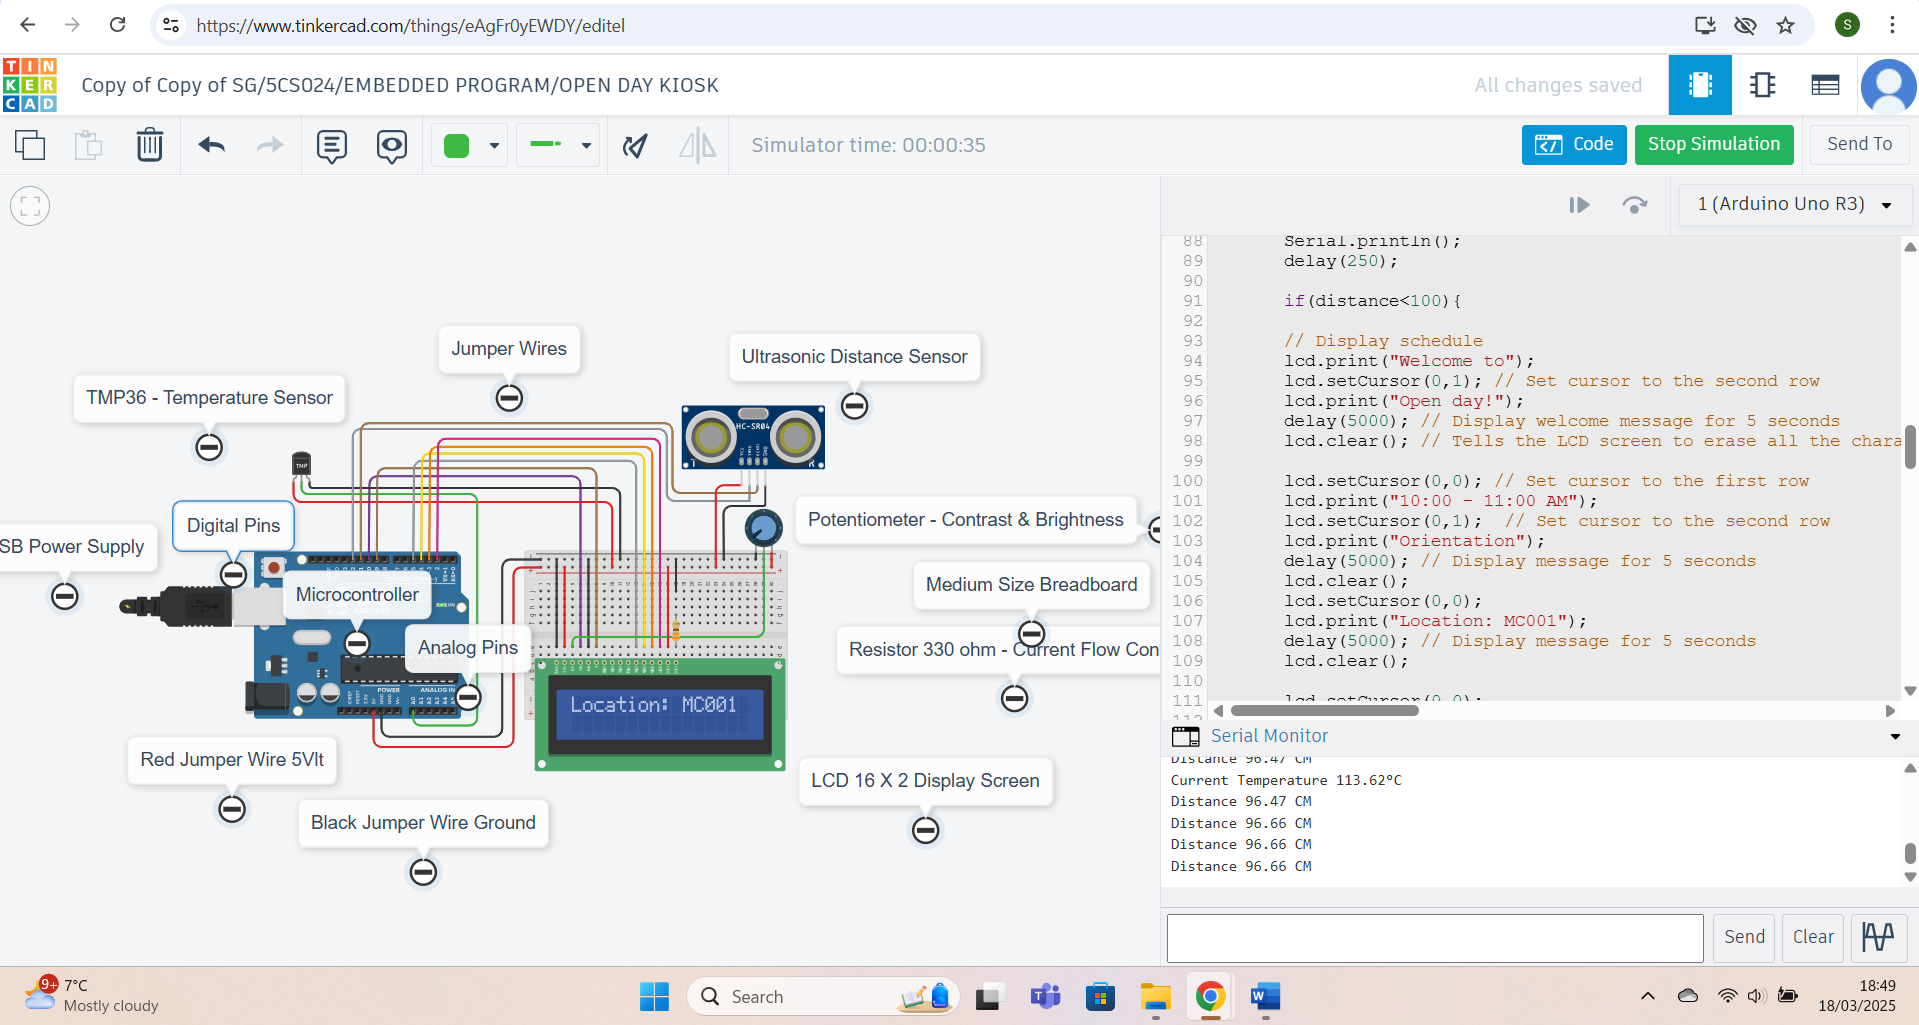 https://www.tinkercad.com/things/eAgFr0yEWDY/editel
S
TIN
KER
CAD
Copy of Copy of SG/5CS024/EMBEDDED PROGRAM/OPEN DAY KIOSK
All changes saved
Simulator time: 00:00:35
Code
Stop Simulation
Send To
1 (Arduino Uno R3)
88 Serial.println();
89 delay(250);
90
91 if(distance<100){
92
93 // Display schedule
94 lcd.print("Welcome to");
95 lcd.setCursor(0,1); // Set cursor to the second row
96 lcd.print("Open day!");
97 delay(5000); // Display welcome message for 5 seconds
98 lcd.clear(); // Tells the LCD screen to erase all the chara
99
100 lcd.setCursor(0,0); // Set cursor to the first row
101 lcd.print("10:00 - 11:00 AM");
102 lcd.setCursor(0,1); // Set cursor to the second row
103 lcd.print("Orientation");
104 delay(5000); // Display message for 5 seconds
105 lcd.clear();
106 lcd.setCursor(0,0);
107 lcd.print("Location: MC001");
108 delay(5000); // Display message for 5 seconds
109 lcd.clear();
110
111 lcd.setCursor(0,0);
112
Jumper Wires
Ultrasonic Distance Sensor
TMP36 - Temperature Sensor
HC-SR04
T
R
TMP
Digital Pins
SB Power Supply
Potentiometer - Contrast & Brightness
Microcontroller
Medium Size Breadboard
Analog Pins
Resistor 330 ohm - Current Flow Con
POWER
ANALOG IN
Location: MC001
Red Jumper Wire 5Vlt
LCD 16 X 2 Display Screen
Black Jumper Wire Ground
Serial Monitor
Distance 96.47 CM
Current Temperature 113.62°C
Distance 96.47 CM
Distance 96.66 CM
Distance 96.66 CM
Distance 96.66 CM
Send
Clear
9+
7°C
Mostly cloudy
Search
18:49
18/03/2025